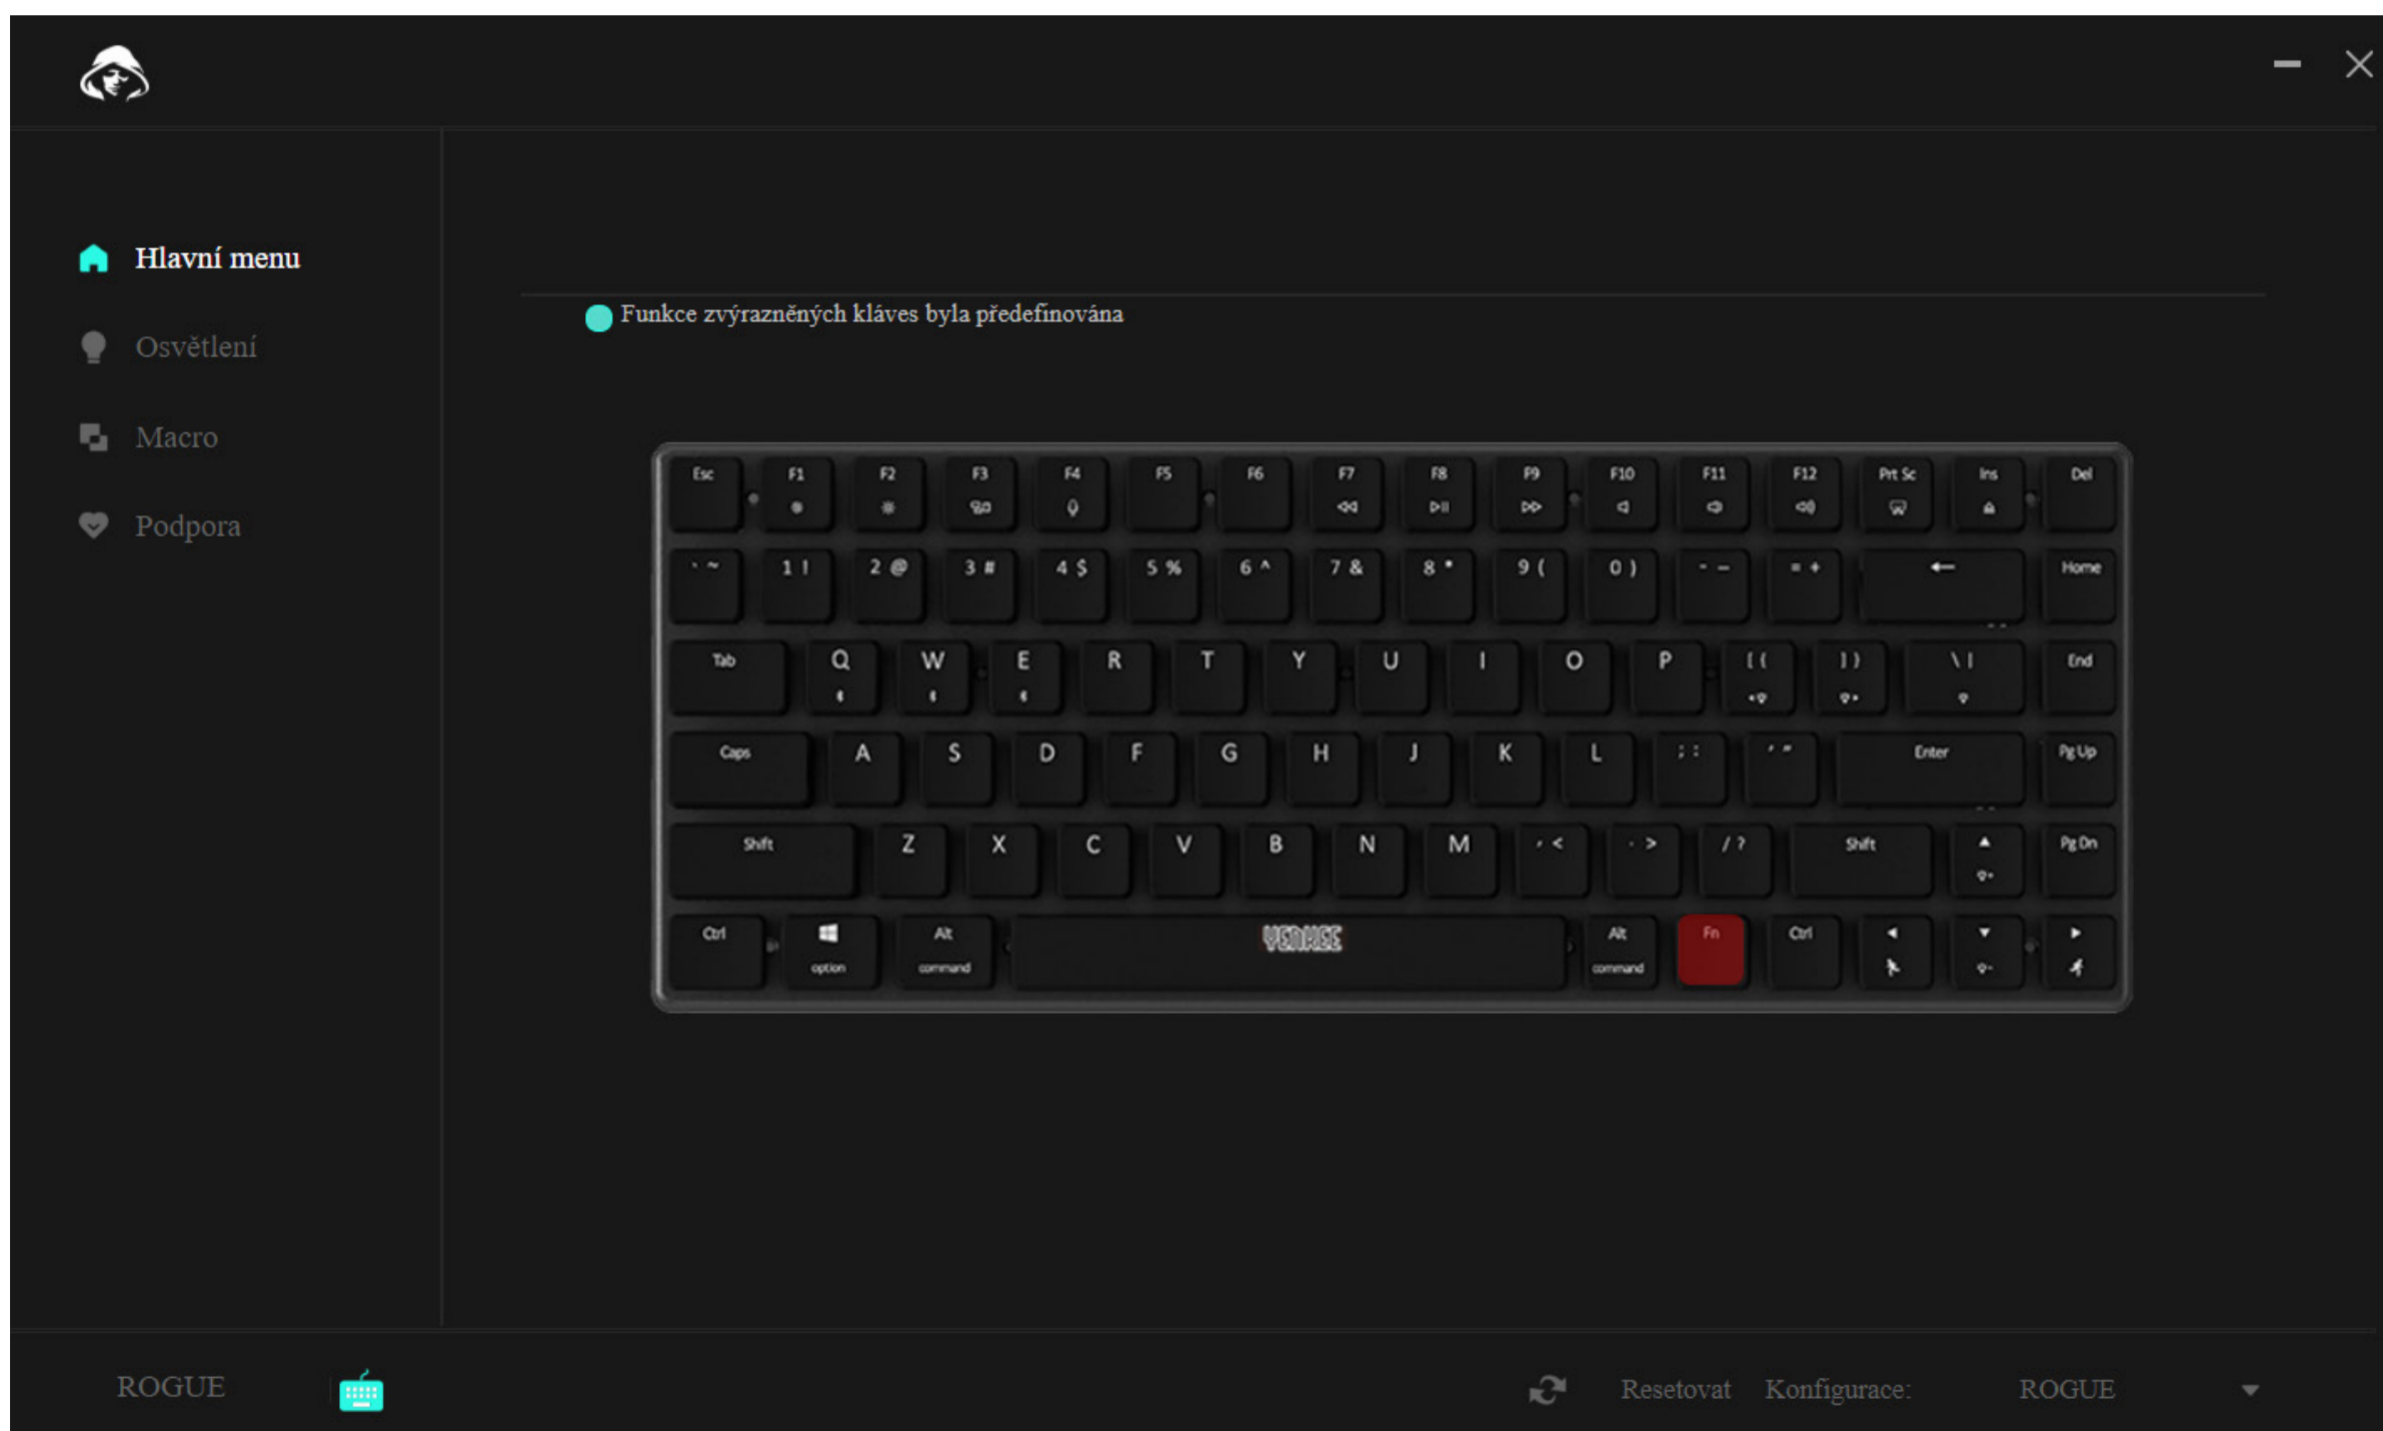 Hlavní menu
Osvětlení
Macro
Podpora
Funkce zvýrazněných kláves byla předefinována
Esc F1 F2 F3 F4 F5 F6 F7 F8 F9 F10 F11 F12 Prt Sc Ins Del
` ~ 1 ! 2 @ 3 # 4 $ 5 % 6 ^ 7 & 8 * 9 ( 0 ) - – = + ← Home
Tab Q W E R T Y U I O P [ { ] } \ | End
Caps A S D F G H J K L ; : ' " Enter Pg Up
Shift Z X C V B N M , < . > / ? Shift Pg Dn
Ctrl option Alt command YENKEE Alt command Fn Ctrl
ROGUE
Resetovat Konfigurace: ROGUE